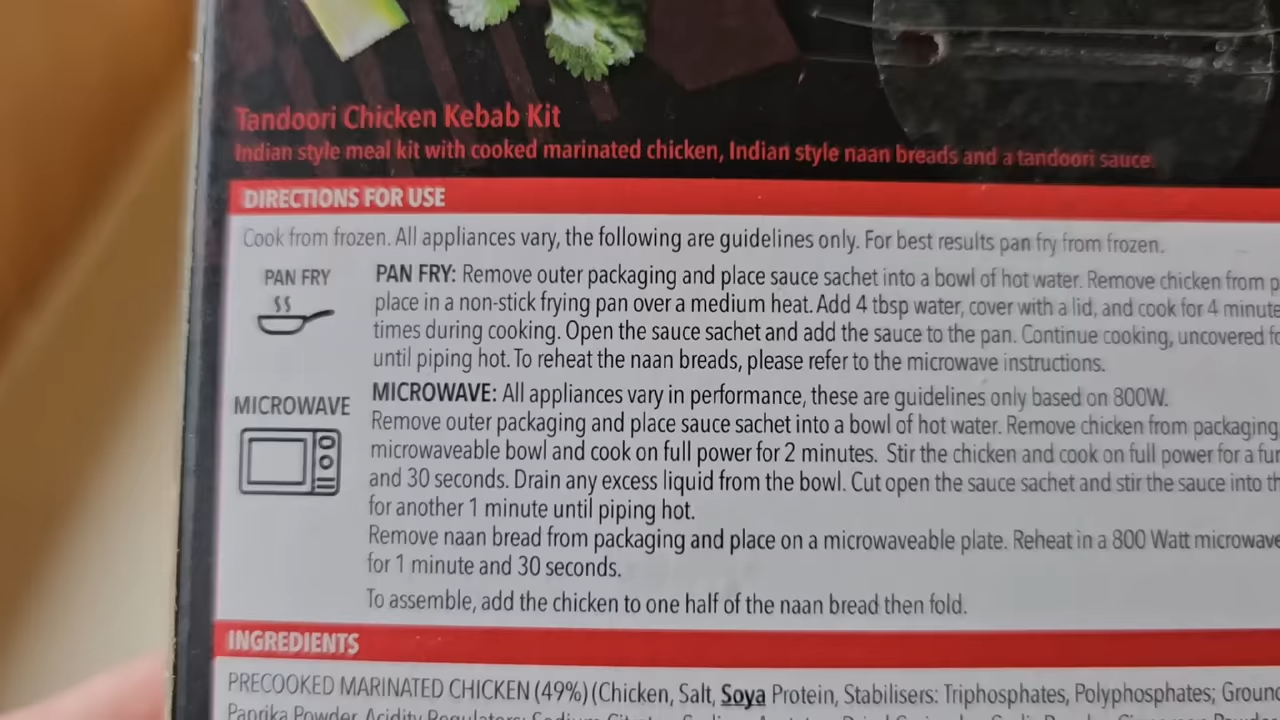 Tandoori Chicken Kebab Kit
Indian style meal kit with cooked marinated chicken, Indian style naan breads and a tandoori sauce.
DIRECTIONS FOR USE
Cook from frozen. All appliances vary, the following are guidelines only. For best results pan fry from frozen.
PAN FRY
PAN FRY: Remove outer packaging and place sauce sachet into a bowl of hot water. Remove chicken from
place in a non-stick frying pan over a medium heat. Add 4 tbsp water, cover with a lid, and cook for 4 minute
times during cooking. Open the sauce sachet and add the sauce to the pan. Continue cooking, uncovered
until piping hot. To reheat the naan breads, please refer to the microwave instructions.
MICROWAVE
MICROWAVE: All appliances vary in performance, these are guidelines only based on 800W.
Remove outer packaging and place sauce sachet into a bowl of hot water. Remove chicken from packaging
microwaveable bowl and cook on full power for 2 minutes. Stir the chicken and cook on full power for a fur
and 30 seconds. Drain any excess liquid from the bowl. Cut open the sauce sachet and stir the sauce into th
for another 1 minute until piping hot.
Remove naan bread from packaging and place on a microwaveable plate. Reheat in a 800 Watt microwave
for 1 minute and 30 seconds.
To assemble, add the chicken to one half of the naan bread then fold.
INGREDIENTS
PRECOOKED MARINATED CHICKEN (49%) (Chicken, Salt, Soya Protein, Stabilisers: Triphosphates, Polyphosphates; Ground
Paprika Powder, Acidity Regulators: